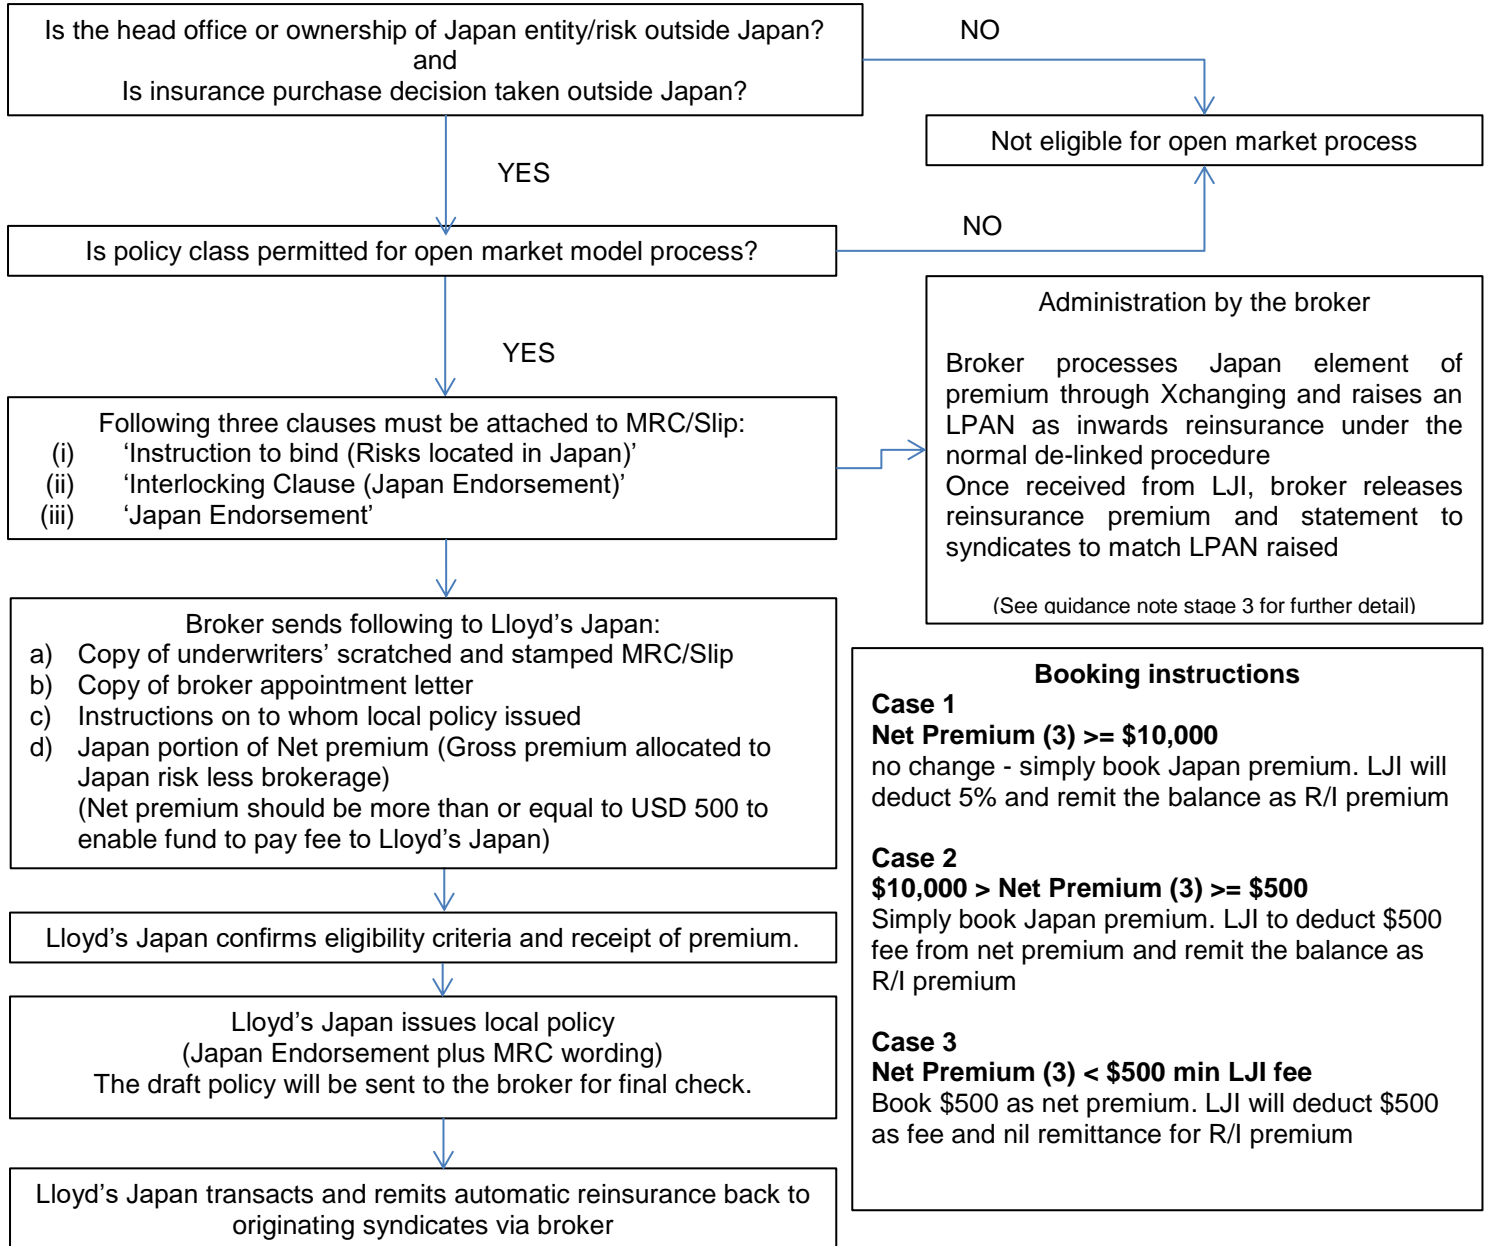 Is the head office or ownership of Japan entity/risk outside Japan?
and
Is insurance purchase decision taken outside Japan?
NO
Not eligible for open market process
YES
Is policy class permitted for open market model process?
NO
YES
Following three clauses must be attached to MRC/Slip:
(i) ‘Instruction to bind (Risks located in Japan)’
(ii) ‘Interlocking Clause (Japan Endorsement)’
(iii) ‘Japan Endorsement’
Administration by the broker
Broker processes Japan element of
premium through Xchanging and raises an
LPAN as inwards reinsurance under the
normal de-linked procedure
Once received from LJI, broker releases
reinsurance premium and statement to
syndicates to match LPAN raised
(See guidance note stage 3 for further detail)
Broker sends following to Lloyd’s Japan:
a) Copy of underwriters’ scratched and stamped MRC/Slip
b) Copy of broker appointment letter
c) Instructions on to whom local policy issued
d) Japan portion of Net premium (Gross premium allocated to
Japan risk less brokerage)
(Net premium should be more than or equal to USD 500 to
enable fund to pay fee to Lloyd’s Japan)
Lloyd’s Japan confirms eligibility criteria and receipt of premium.
Lloyd’s Japan issues local policy
(Japan Endorsement plus MRC wording)
The draft policy will be sent to the broker for final check.
Lloyd’s Japan transacts and remits automatic reinsurance back to
originating syndicates via broker
Booking instructions
Case 1
Net Premium (3) >= $10,000
no change - simply book Japan premium. LJI will
deduct 5% and remit the balance as R/I premium
Case 2
$10,000 > Net Premium (3) >= $500
Simply book Japan premium. LJI to deduct $500
fee from net premium and remit the balance as
R/I premium
Case 3
Net Premium (3) < $500 min LJI fee
Book $500 as net premium. LJI will deduct $500
as fee and nil remittance for R/I premium